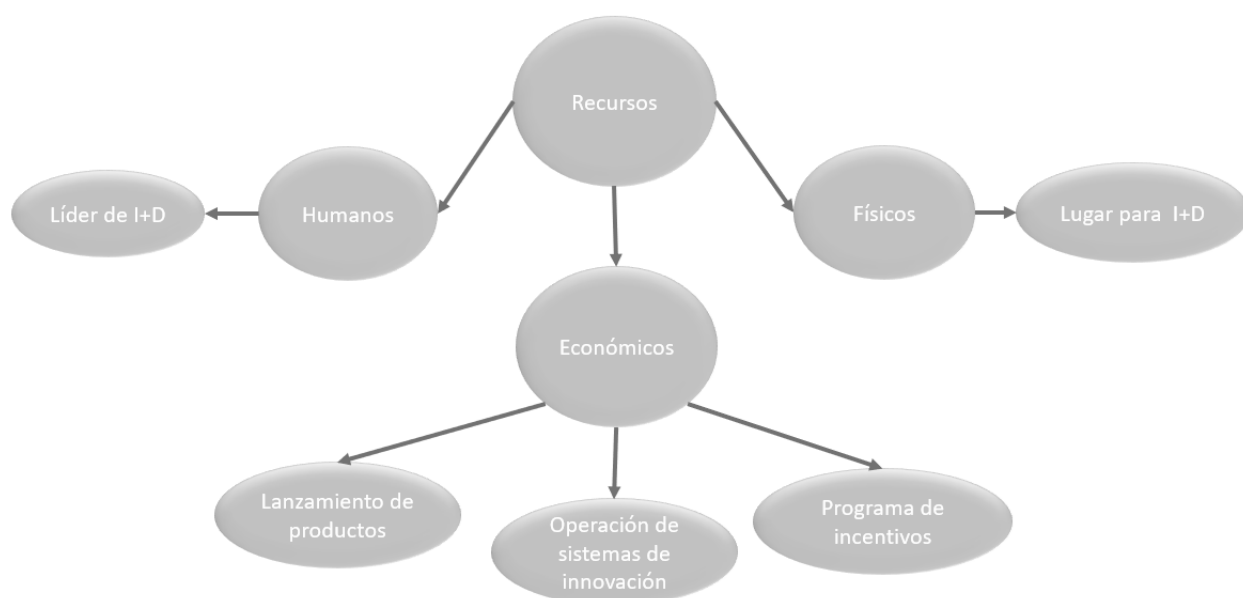 Recursos
Líder de I+D
Humanos
Físicos
Lugar para I+D
Económicos
Lanzamiento de
productos
Operación de
sistemas de
innovación
Programa de
incentivos